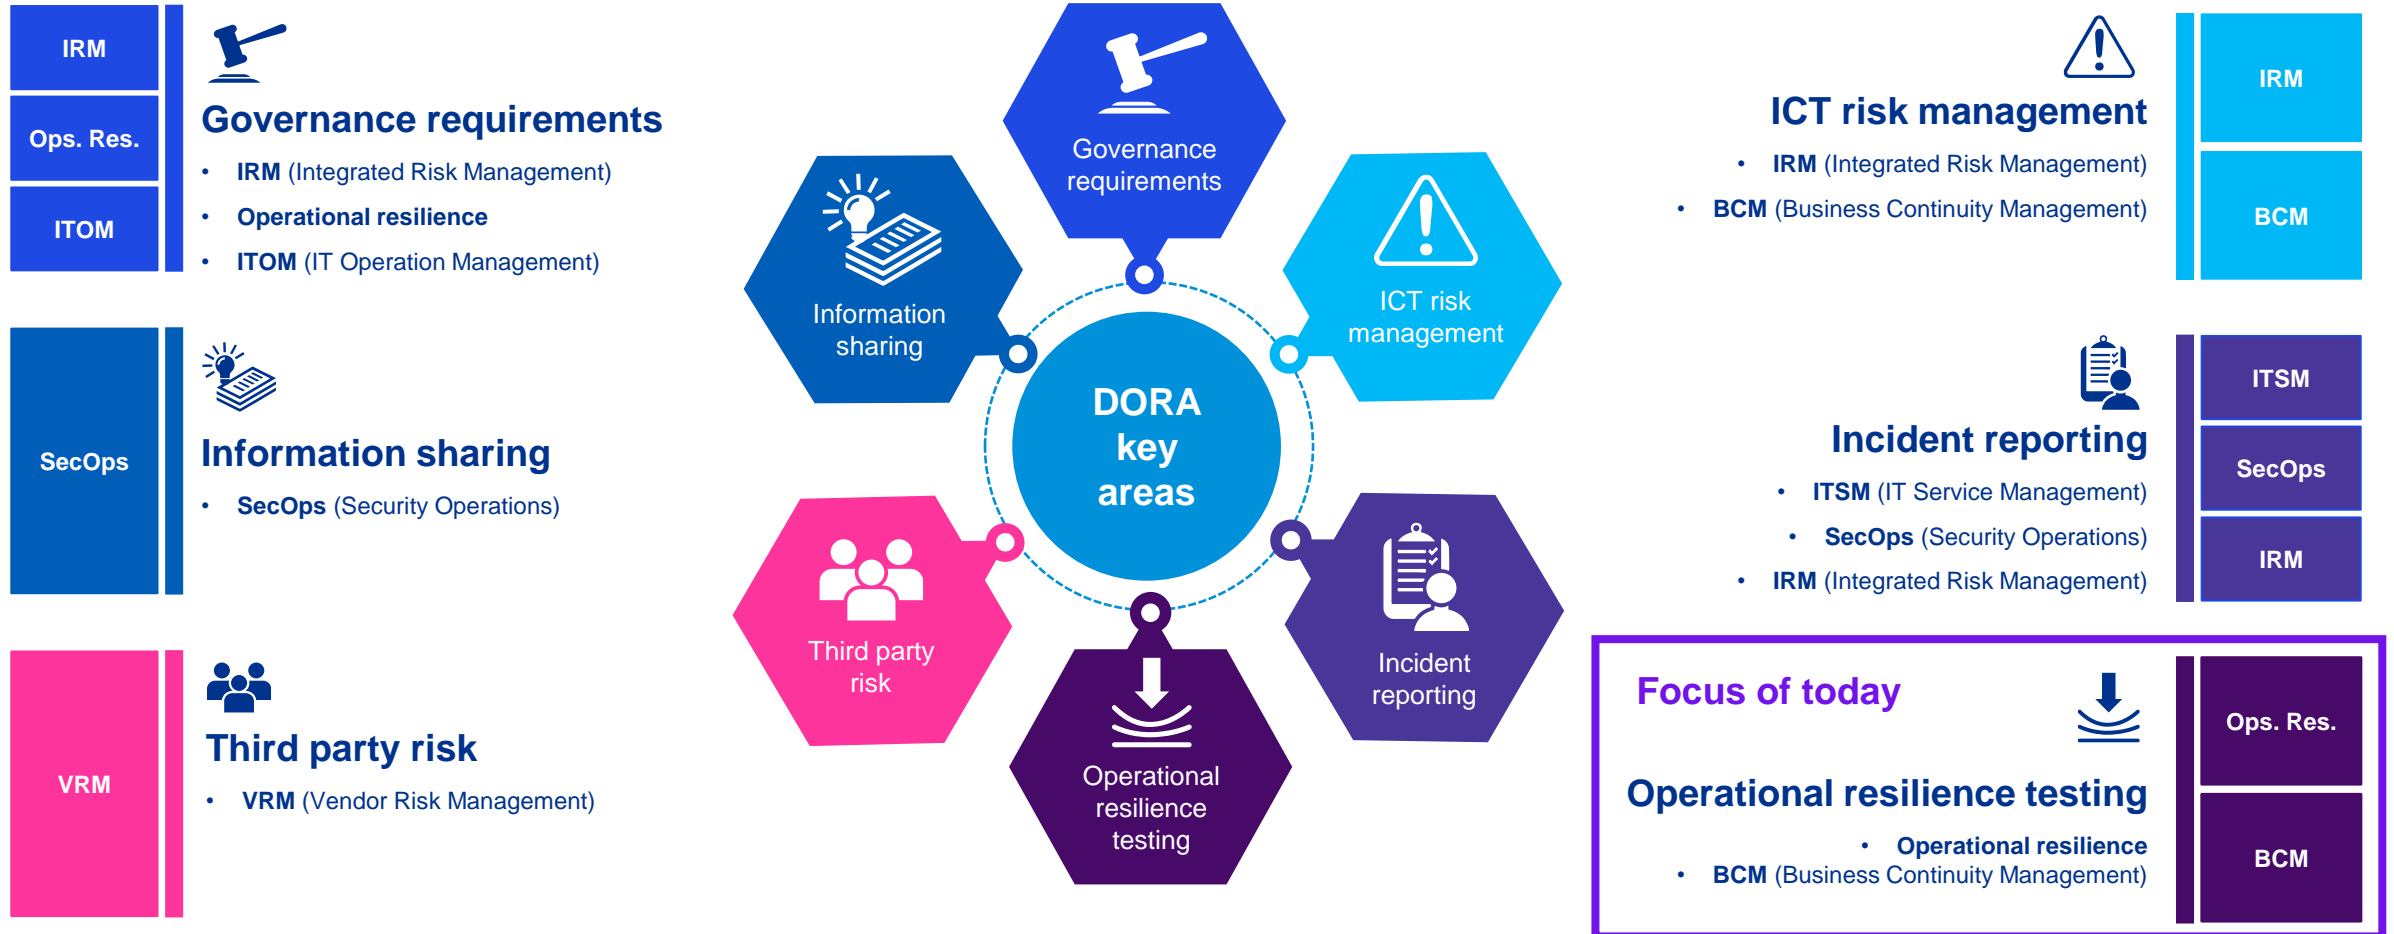 IRM
Ops. Res.
ITOM
Governance requirements
• IRM (Integrated Risk Management)
• Operational resilience
• ITOM (IT Operation Management)
SecOps
Information sharing
• SecOps (Security Operations)
VRM
Third party risk
• VRM (Vendor Risk Management)
Governance
requirements
Information
sharing
ICT risk
management
DORA
key
areas
Third party
risk
Incident
reporting
Operational
resilience
testing
ICT risk management
• IRM (Integrated Risk Management)
• BCM (Business Continuity Management)
IRM
BCM
Incident reporting
• ITSM (IT Service Management)
• SecOps (Security Operations)
• IRM (Integrated Risk Management)
ITSM
SecOps
IRM
Focus of today
Operational resilience testing
• Operational resilience
• BCM (Business Continuity Management)
Ops. Res.
BCM